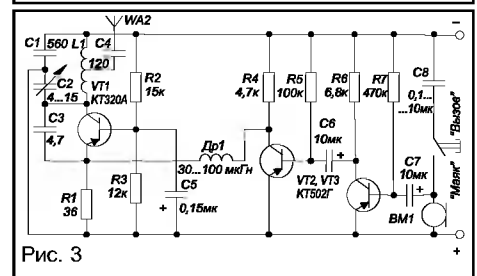 WA2
–
C1
560
L1
C4
120
C2
4...15
VT1
КТ320А
C3
4,7
R1
36
R2
15к
R3
12к
C5
+
0,15мк
Др1
30...100 мкГн
R4
4,7к
R5
100к
C6
10мк
+
VT2, VT3
КТ502Г
R6
6,8к
R7
470к
C8
0,1...
...10мк
"Вызов"
C7
10мк
+
"Маяк"
BM1
+
Рис. 3